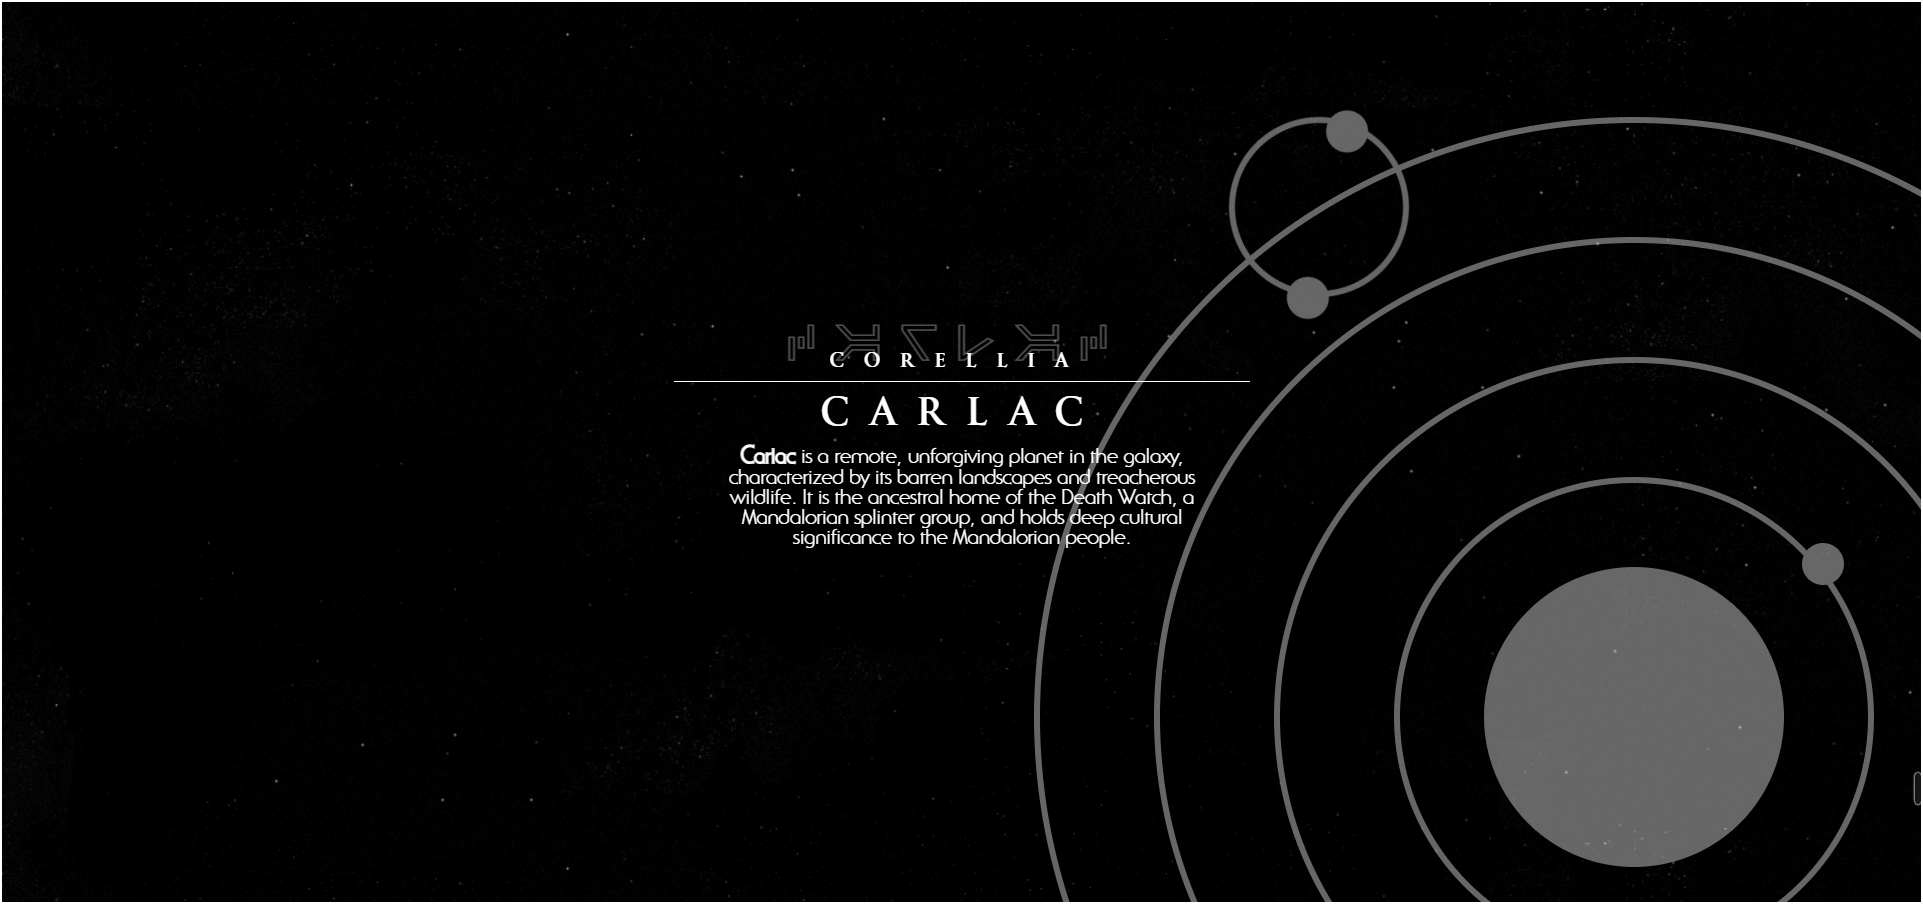 CORELLIA
CARLAC
Carlac is a remote, unforgiving planet in the galaxy,
characterized by its barren landscapes and treacherous
wildlife. It is the ancestral home of the Death Watch, a
Mandalorian splinter group, and holds deep cultural
significance to the Mandalorian people.